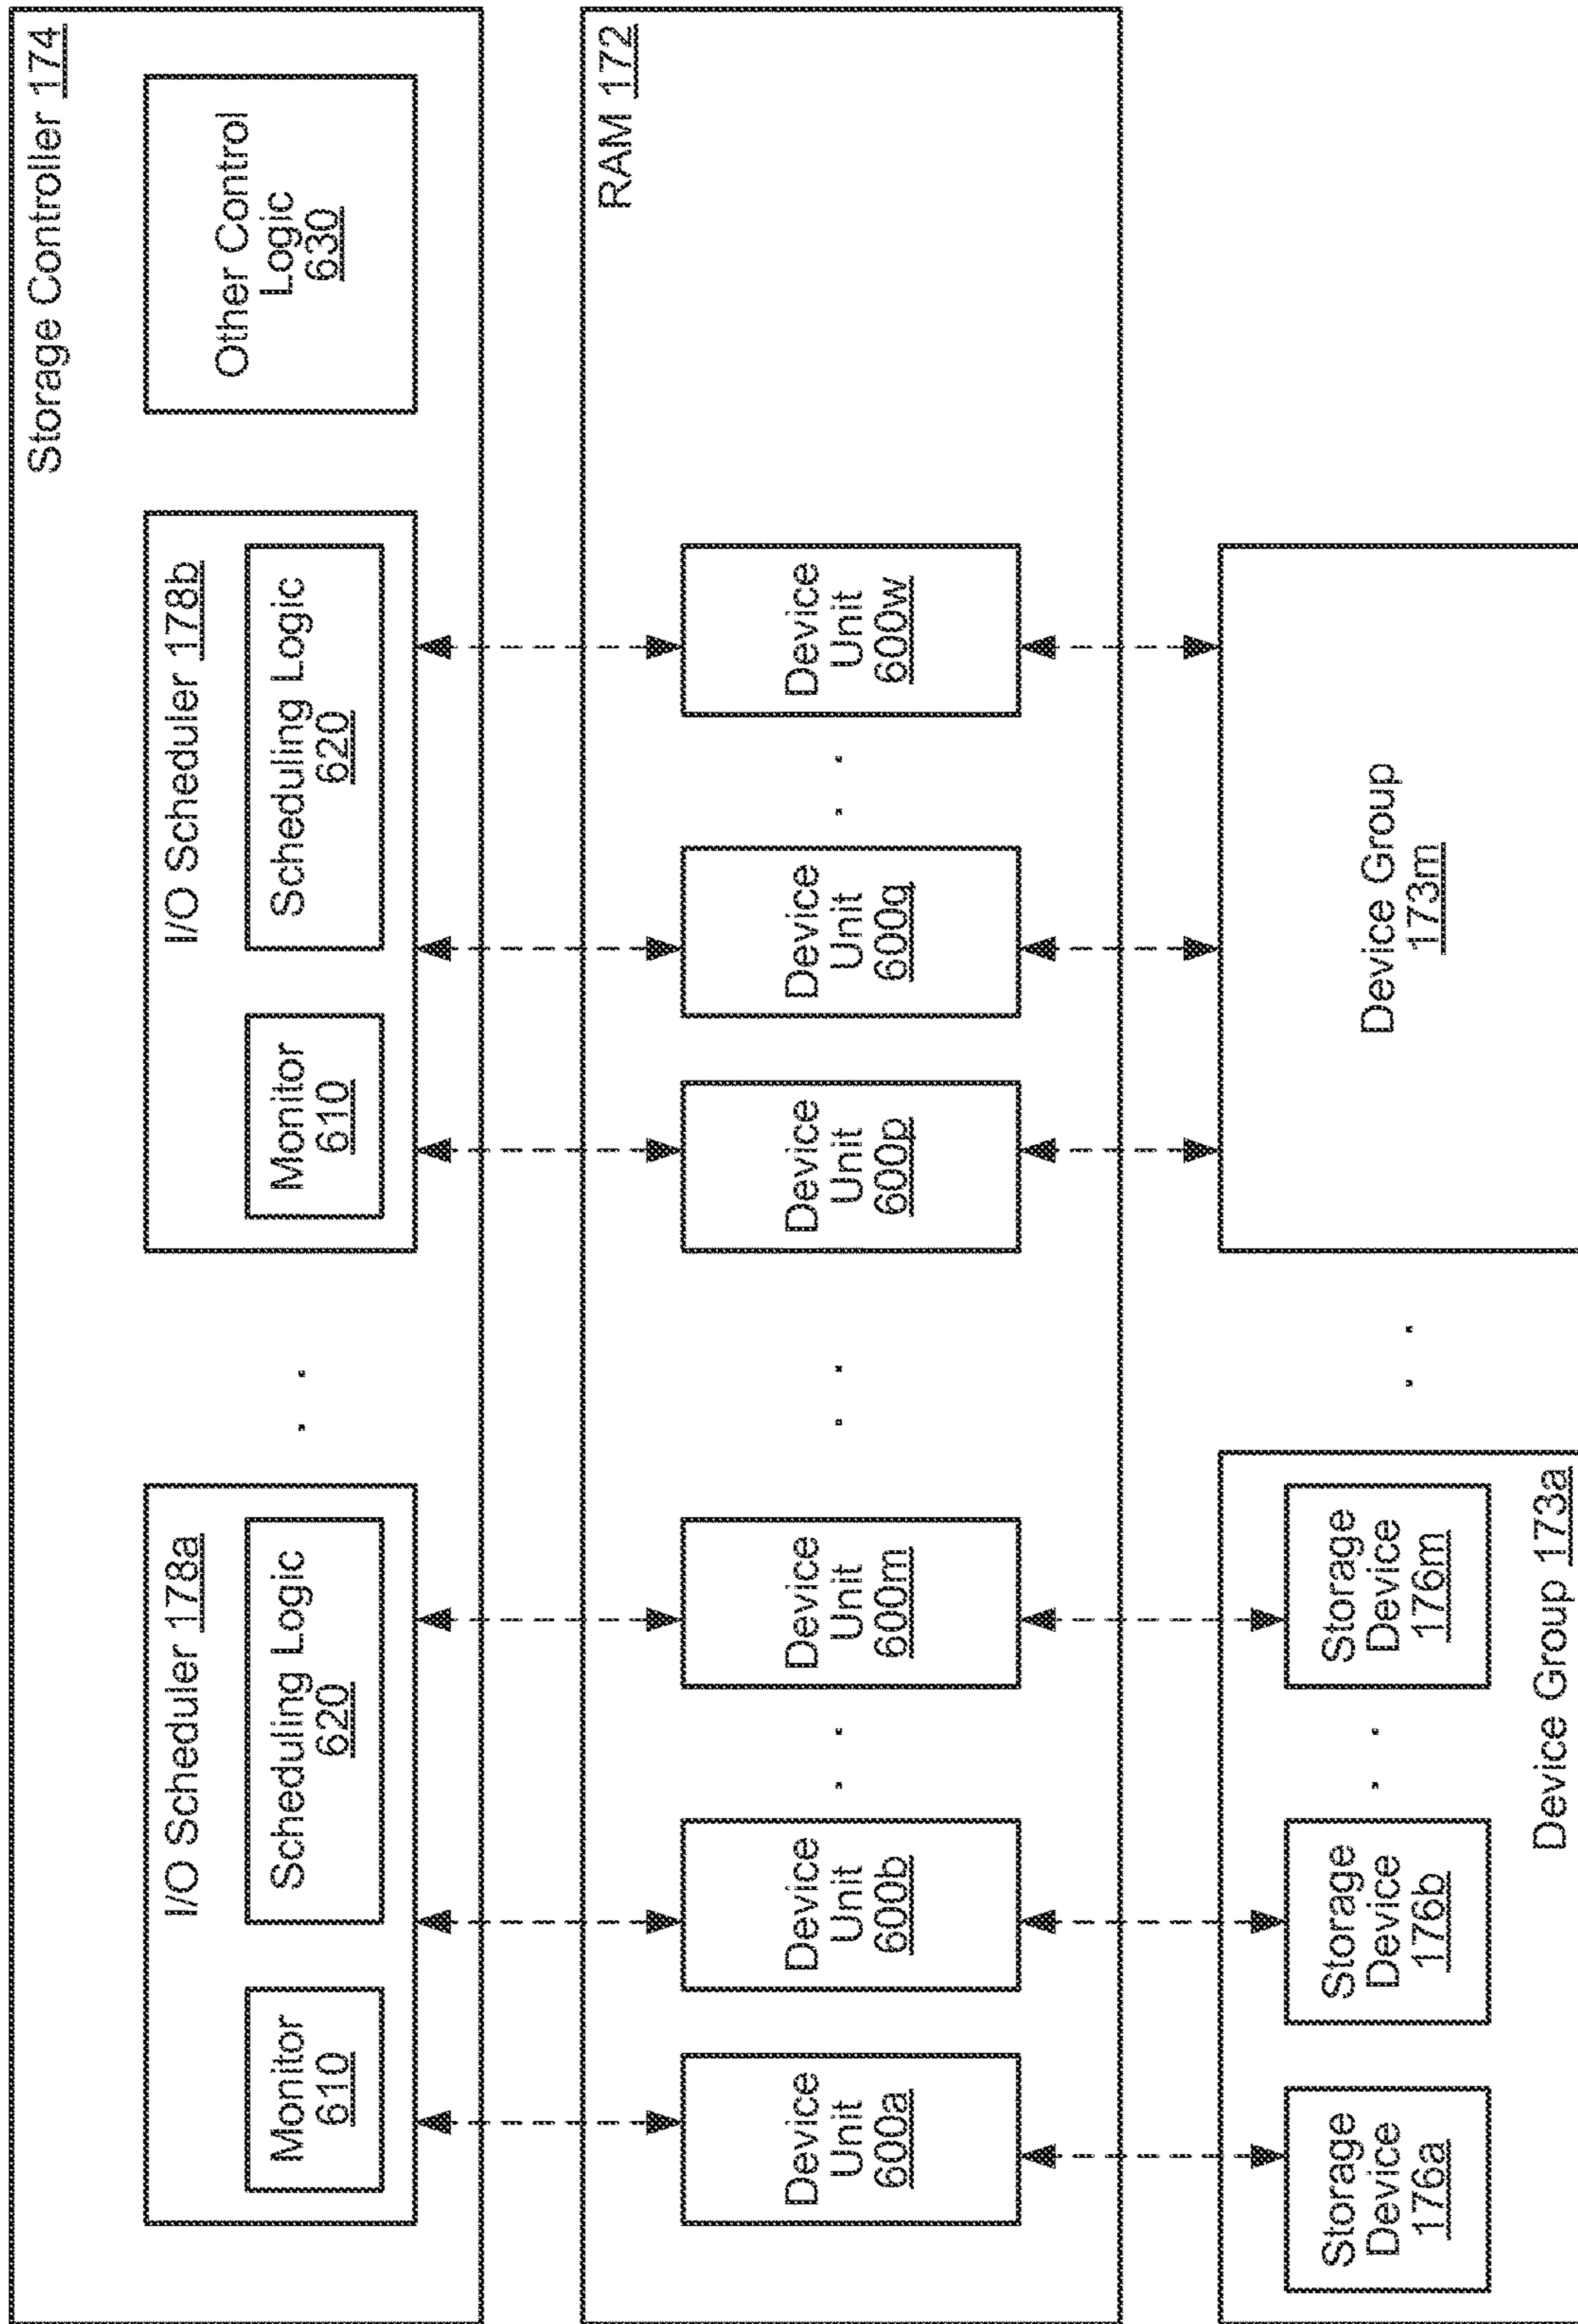 Storage Controller 174
I/O Scheduler 178a
Monitor
610
Scheduling Logic
620
I/O Scheduler 178b
Monitor
610
Scheduling Logic
620
Other Control
Logic
630
RAM 172
Device
Unit
600a
Device
Unit
600b
Device
Unit
600m
Device
Unit
600p
Device
Unit
600q
Device
Unit
600w
Storage
Device
176a
Storage
Device
176b
Storage
Device
176m
Device Group 173a
Device Group
173m